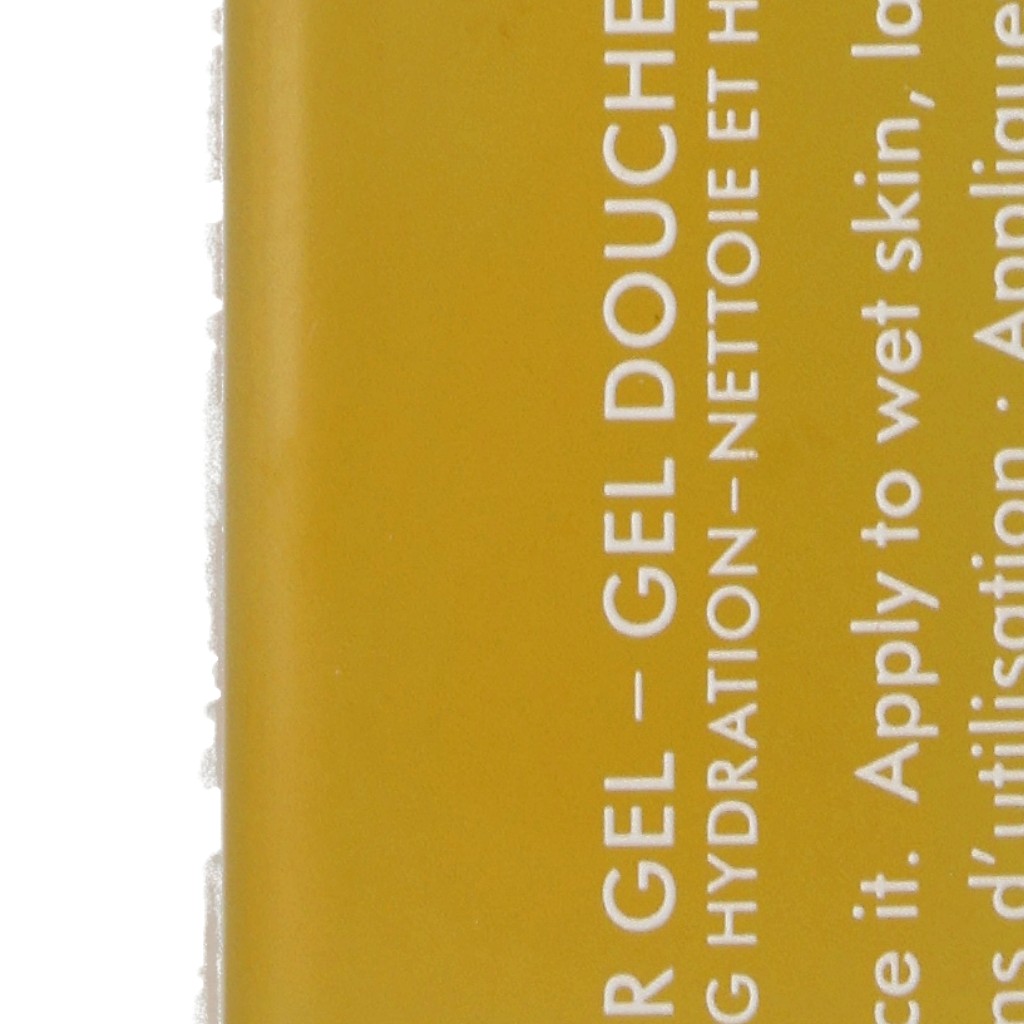 R GEL – GEL DOUCHE
G HYDRATION – NETTOIE ET H
ce it. Apply to wet skin, la
ns d'utilisation : Applique